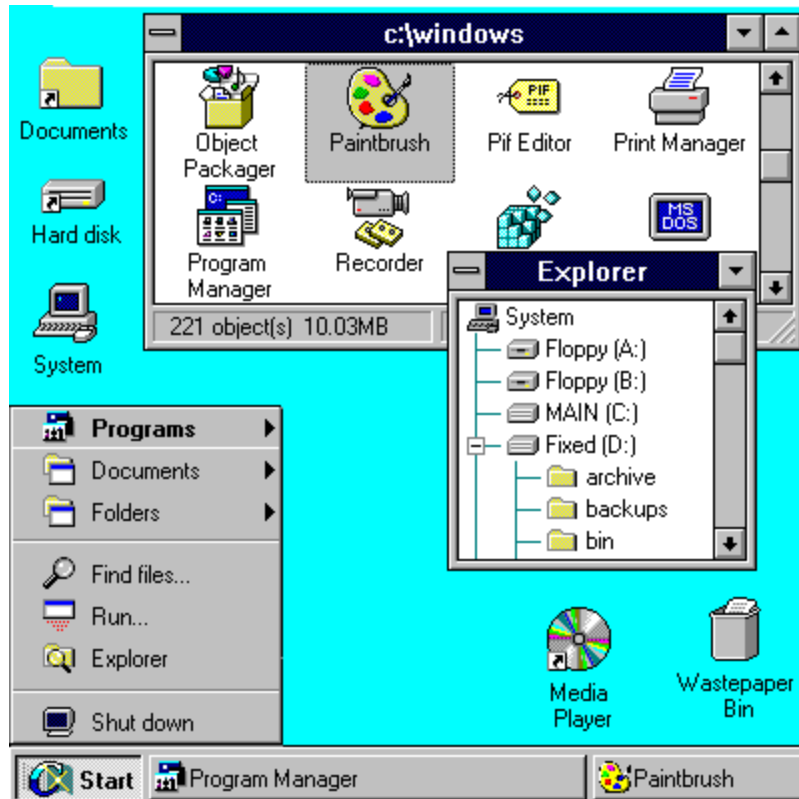 c:\windows
Documents
Hard disk
System
Object
Packager
Paintbrush
PIF
Pif Editor
Print Manager
C:
Program
Manager
Recorder
MS
DOS
221 object(s) 10.03MB
Explorer
System
Floppy (A:)
Floppy (B:)
MAIN (C:)
Fixed (D:)
archive
backups
bin
Programs
Documents
Folders
Find files...
Run...
Explorer
Shut down
Media
Player
Wastepaper
Bin
Start
Program Manager
Paintbrush